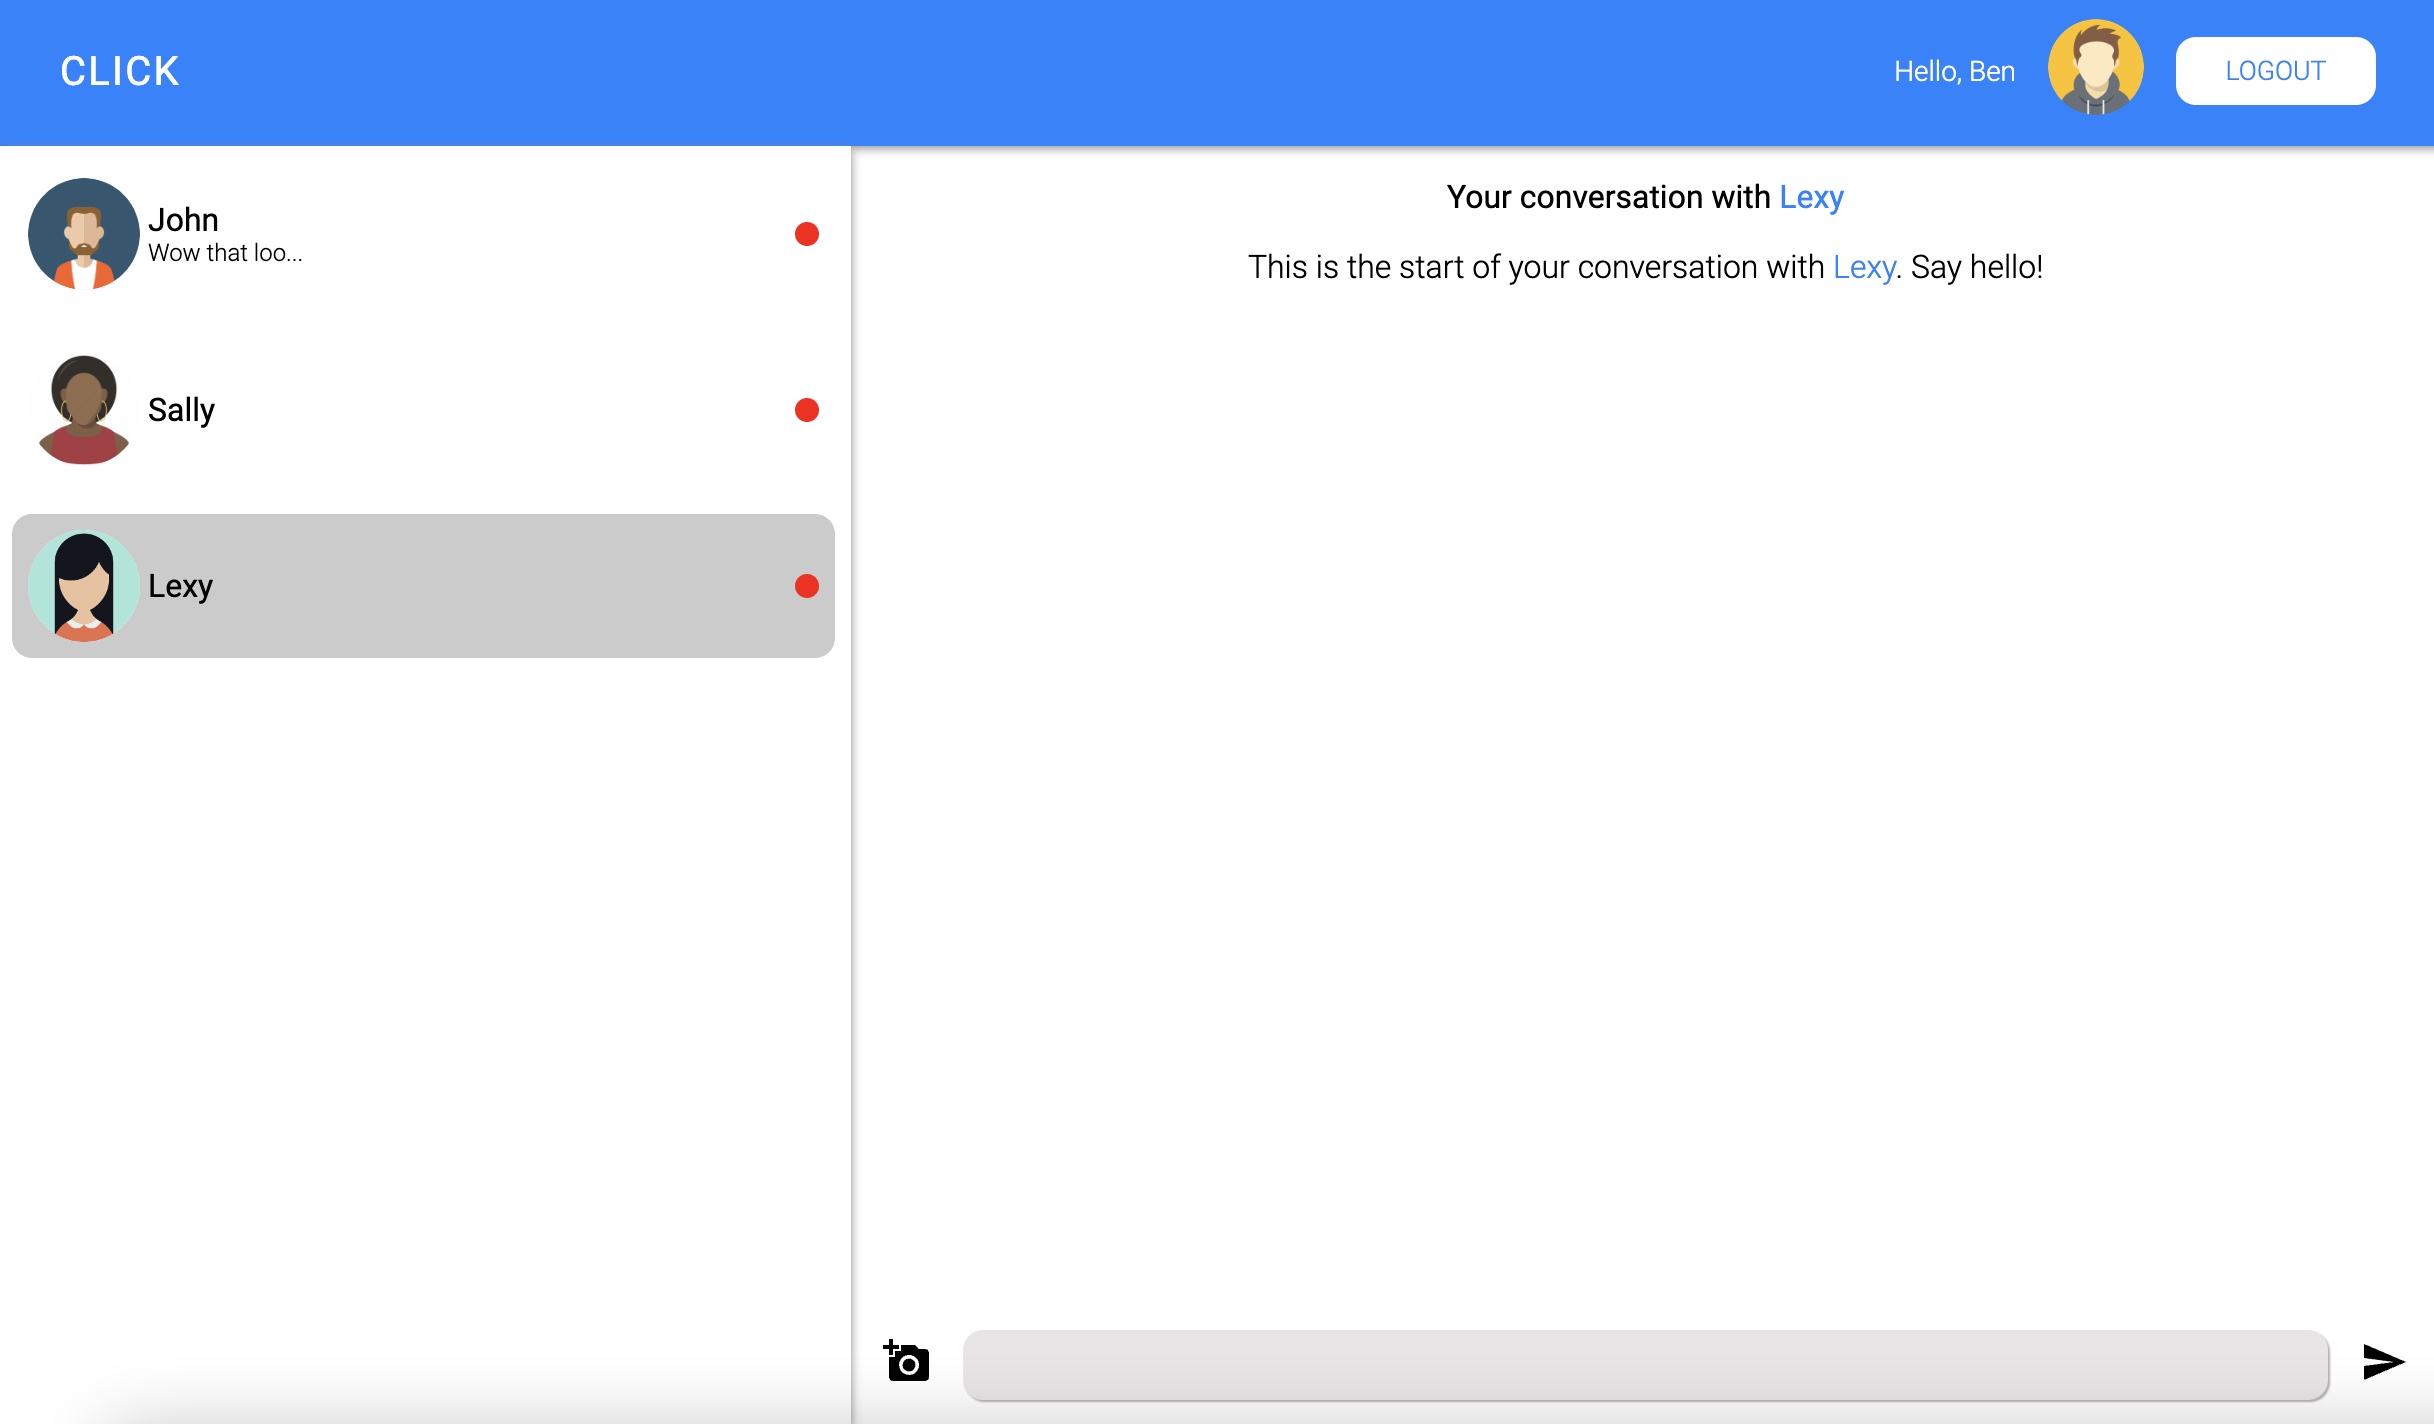 CLICK
Hello, Ben
LOGOUT
John
Wow that loo...
Sally
Lexy
Your conversation with Lexy
This is the start of your conversation with Lexy. Say hello!